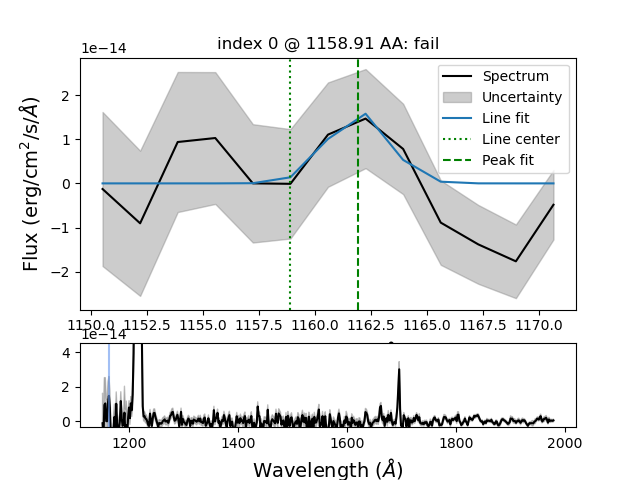 index 0 @ 1158.91 AA: fail
1e−14
Spectrum
Uncertainty
Line fit
Line center
Peak fit
2
1
0
−1
−2
Flux (erg/cm²/s/Å)
1150.0 1152.5 1155.0 1157.5 1160.0 1162.5 1165.0 1167.5 1170.0
1e−14
4
2
0
1200 1400 1600 1800 2000
Wavelength (Å)